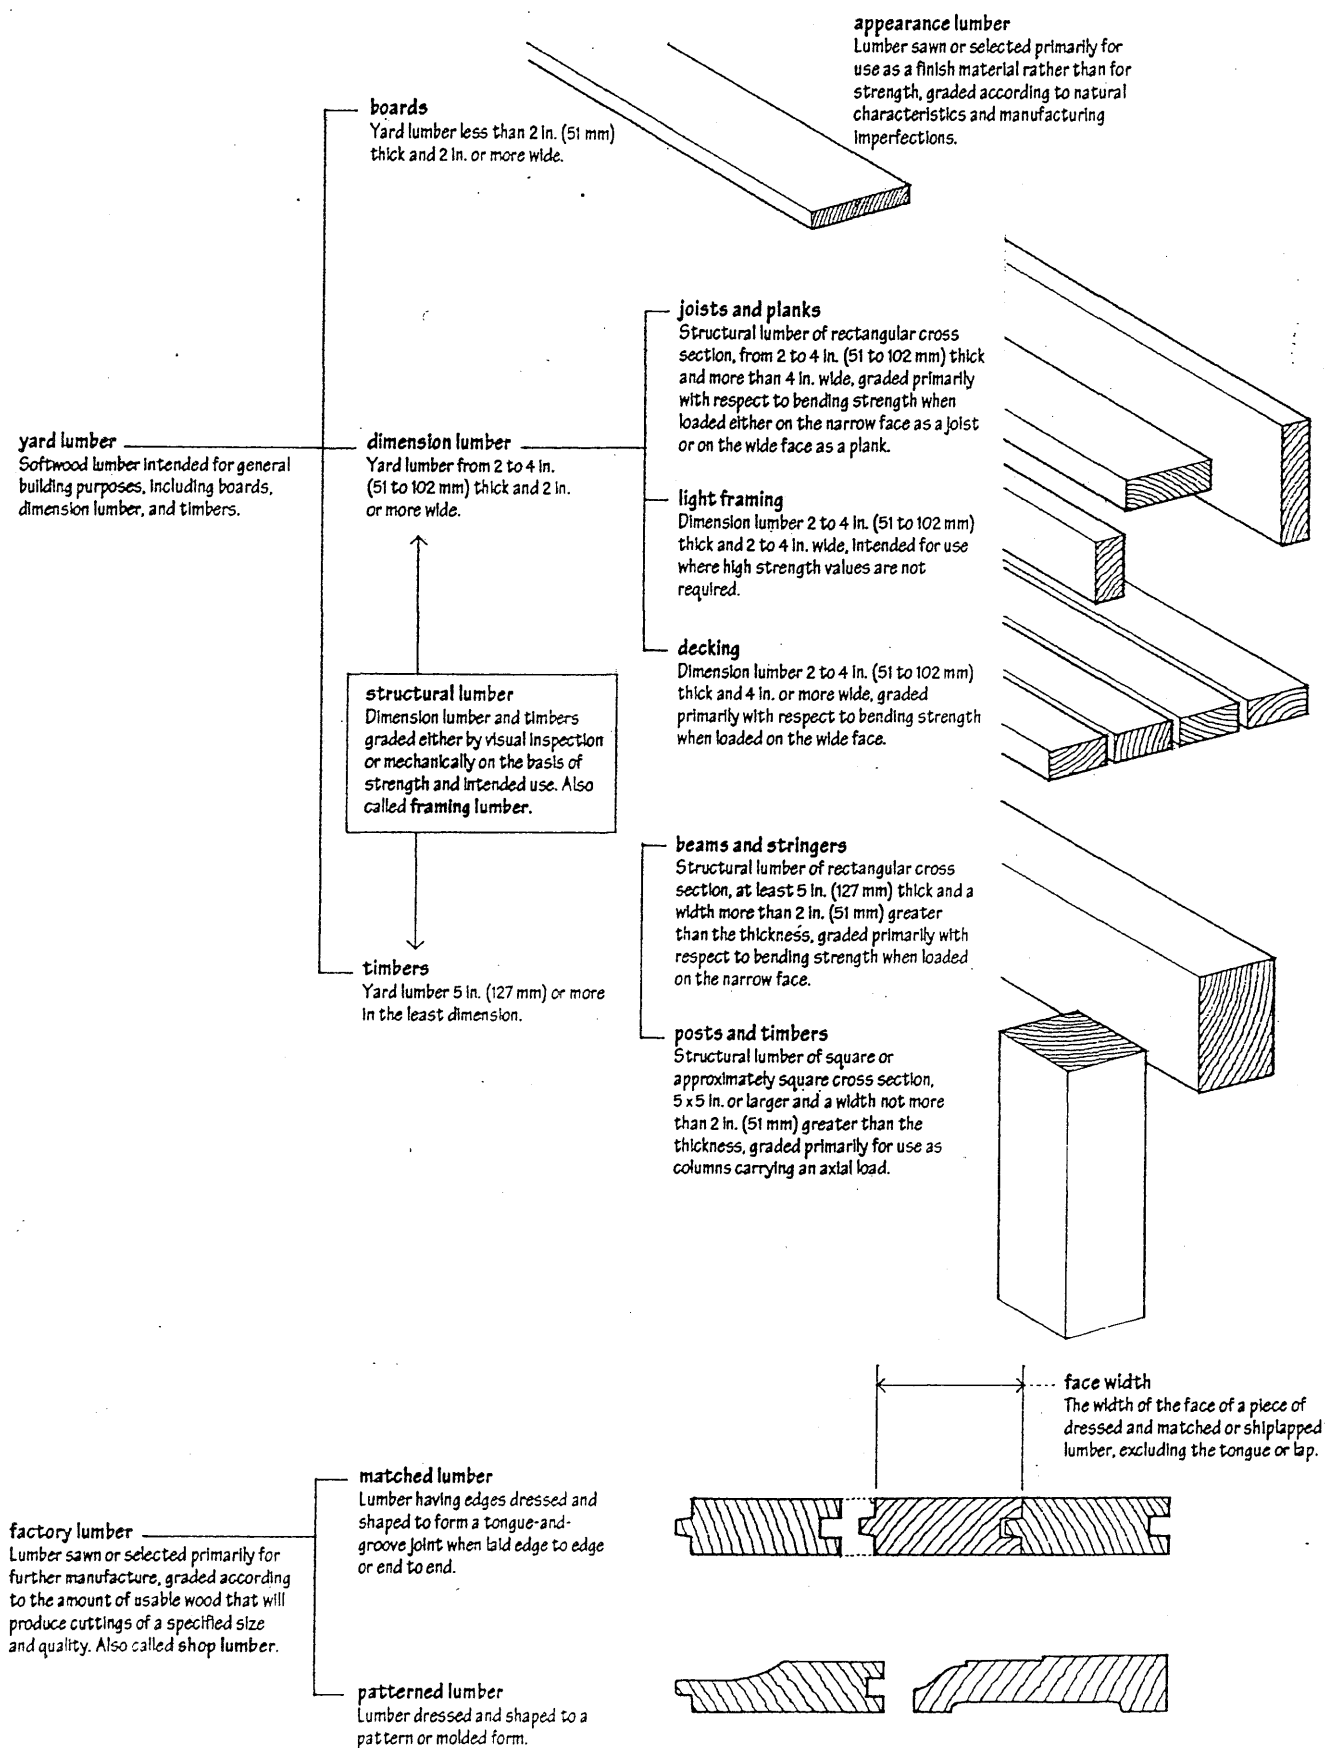 appearance lumber
Lumber sawn or selected primarily for
use as a finish material rather than for
strength, graded according to natural
characteristics and manufacturing
imperfections.
boards
Yard lumber less than 2 in. (51 mm)
thick and 2 in. or more wide.
joists and planks
Structural lumber of rectangular cross
section, from 2 to 4 in. (51 to 102 mm) thick
and more than 4 in. wide, graded primarily
with respect to bending strength when
loaded either on the narrow face as a joist
or on the wide face as a plank.
yard lumber
Softwood lumber intended for general
building purposes, including boards,
dimension lumber, and timbers.
dimension lumber
Yard lumber from 2 to 4 in.
(51 to 102 mm) thick and 2 in.
or more wide.
light framing
Dimension lumber 2 to 4 in. (51 to 102 mm)
thick and 2 to 4 in. wide, intended for use
where high strength values are not
required.
decking
Dimension lumber 2 to 4 in. (51 to 102 mm)
thick and 4 in. or more wide, graded
primarily with respect to bending strength
when loaded on the wide face.
structural lumber
Dimension lumber and timbers
graded either by visual inspection
or mechanically on the basis of
strength and intended use. Also
called framing lumber.
beams and stringers
Structural lumber of rectangular cross
section, at least 5 in. (127 mm) thick and a
width more than 2 in. (51 mm) greater
than the thickness, graded primarily with
respect to bending strength when loaded
on the narrow face.
timbers
Yard lumber 5 in. (127 mm) or more
in the least dimension.
posts and timbers
Structural lumber of square or
approximately square cross section,
5 x 5 in. or larger and a width not more
than 2 in. (51 mm) greater than the
thickness, graded primarily for use as
columns carrying an axial load.
face width
The width of the face of a piece of
dressed and matched or shiplapped
lumber, excluding the tongue or lap.
matched lumber
Lumber having edges dressed and
shaped to form a tongue-and-
groove joint when laid edge to edge
or end to end.
factory lumber
Lumber sawn or selected primarily for
further manufacture, graded according
to the amount of usable wood that will
produce cuttings of a specified size
and quality. Also called shop lumber.
patterned lumber
Lumber dressed and shaped to a
pattern or molded form.